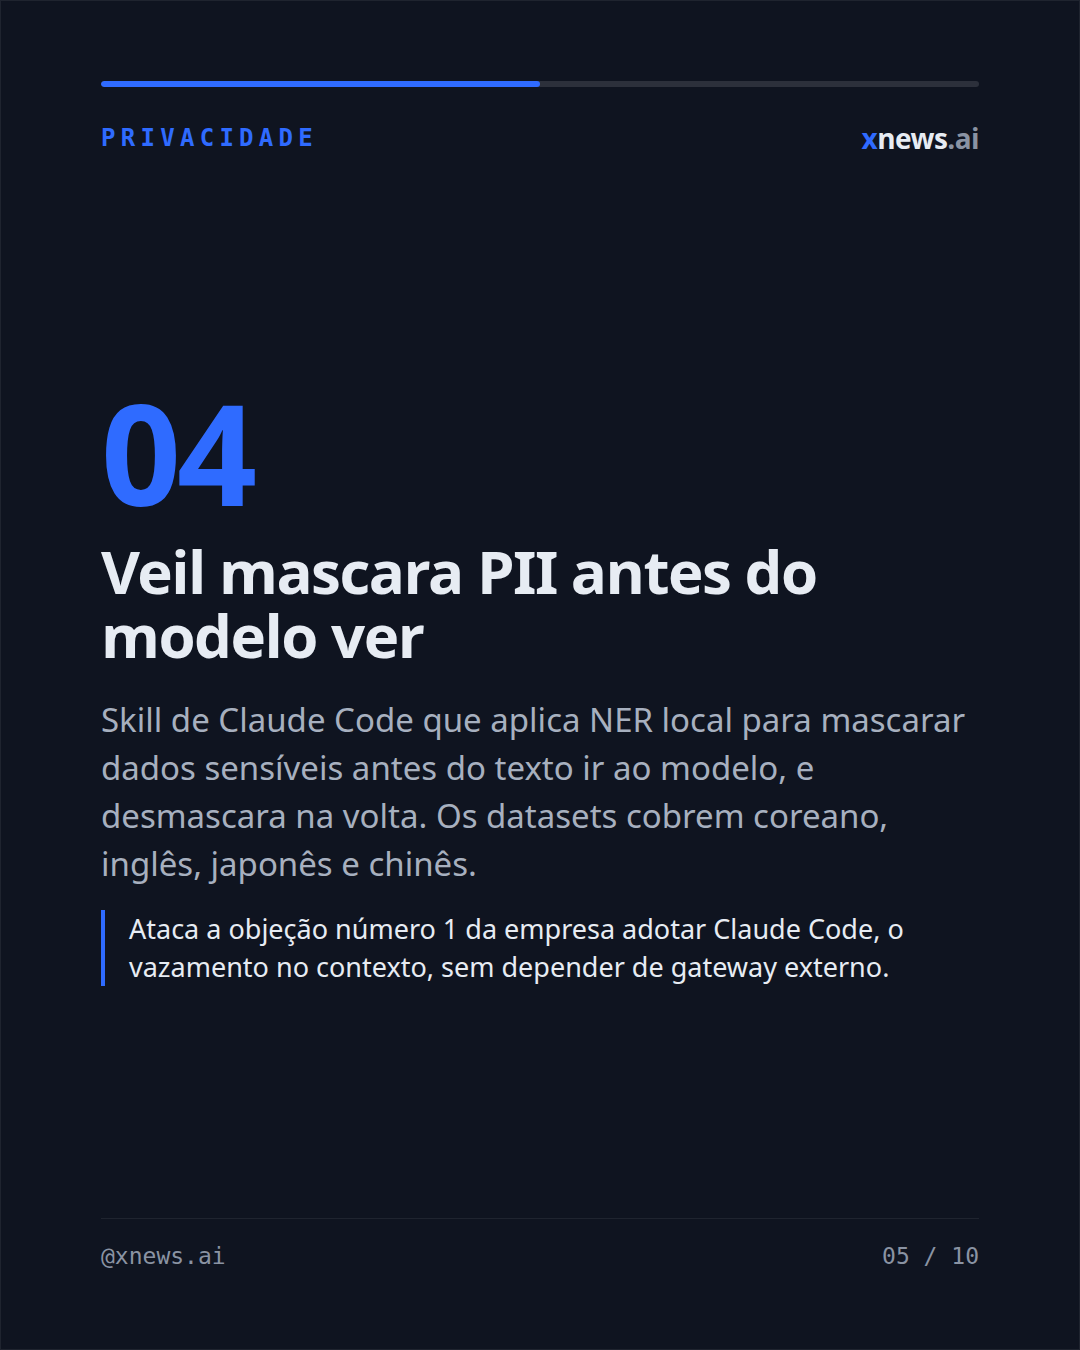 PRIVACIDADE
xnews.ai
04
Veil mascara PII antes do
modelo ver
Skill de Claude Code que aplica NER local para mascarar
dados sensíveis antes do texto ir ao modelo, e
desmascara na volta. Os datasets cobrem coreano,
inglês, japonês e chinês.
Ataca a objeção número 1 da empresa adotar Claude Code, o
vazamento no contexto, sem depender de gateway externo.
@xnews.ai
05 / 10